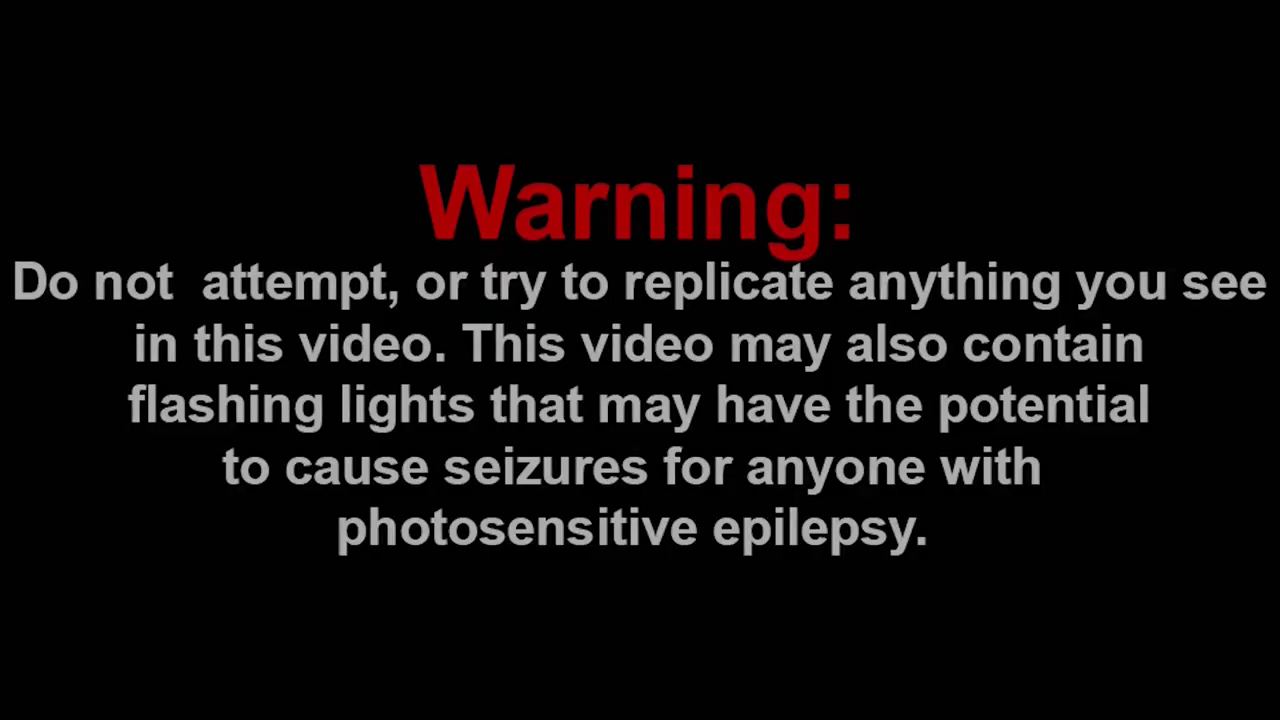 Warning:
Do not  attempt, or try to replicate anything you see
in this video. This video may also contain
flashing lights that may have the potential
to cause seizures for anyone with
photosensitive epilepsy.